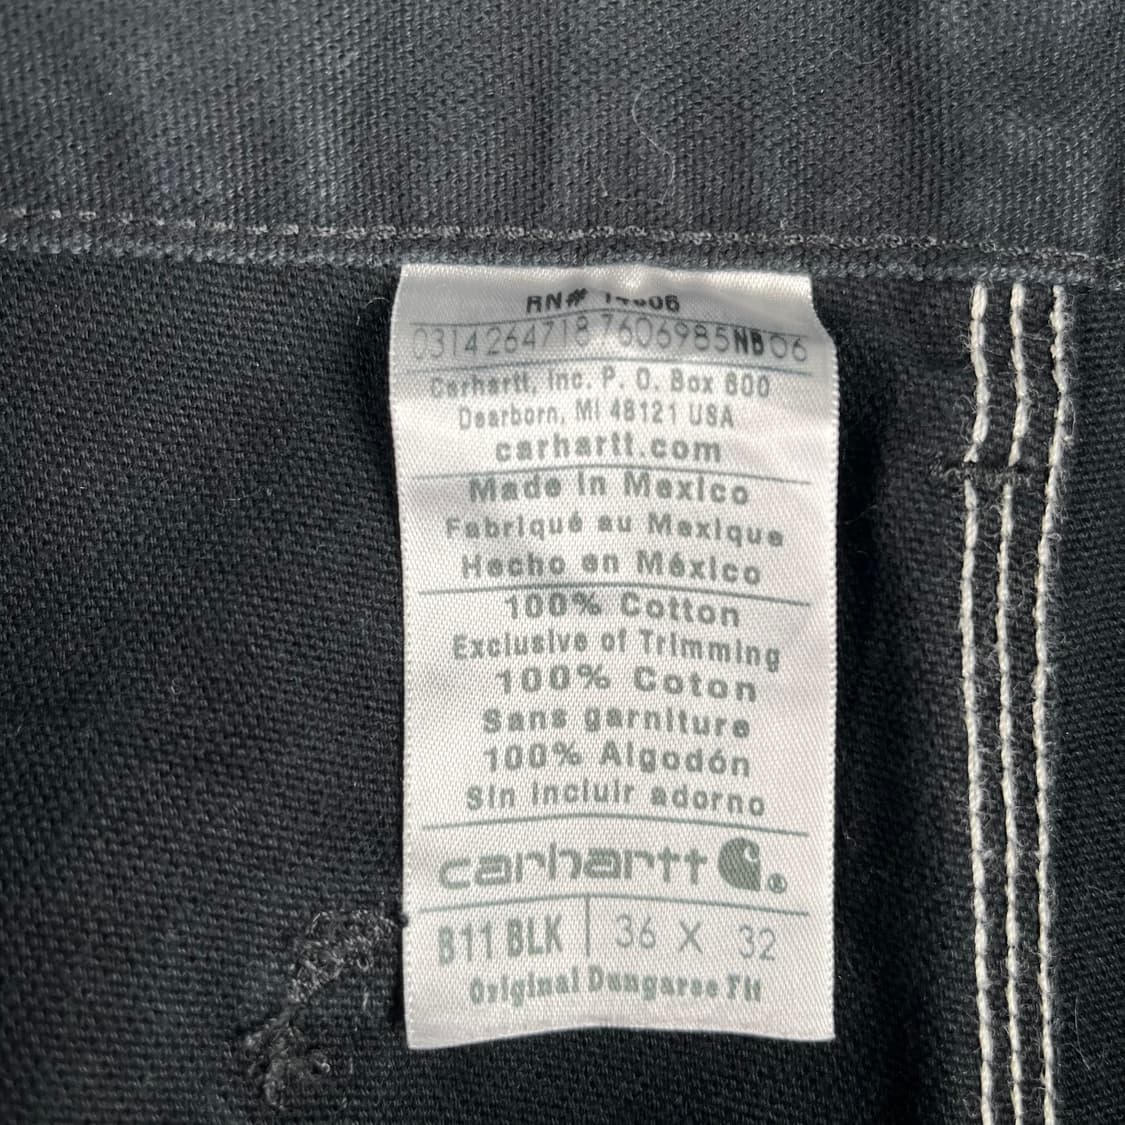 RN# 14806
0314264718 7606985NB06
Carhartt, Inc. P. O. Box 600
Dearborn, MI 48121 USA
carhartt.com
Made in Mexico
Fabriqué au Mexique
Hecho en México
100% Cotton
Exclusive of Trimming
100% Coton
Sans garniture
100% Algodón
Sin incluir adorno
carhartt ®
B11 BLK 36 X 32
Original Dungaree Fit